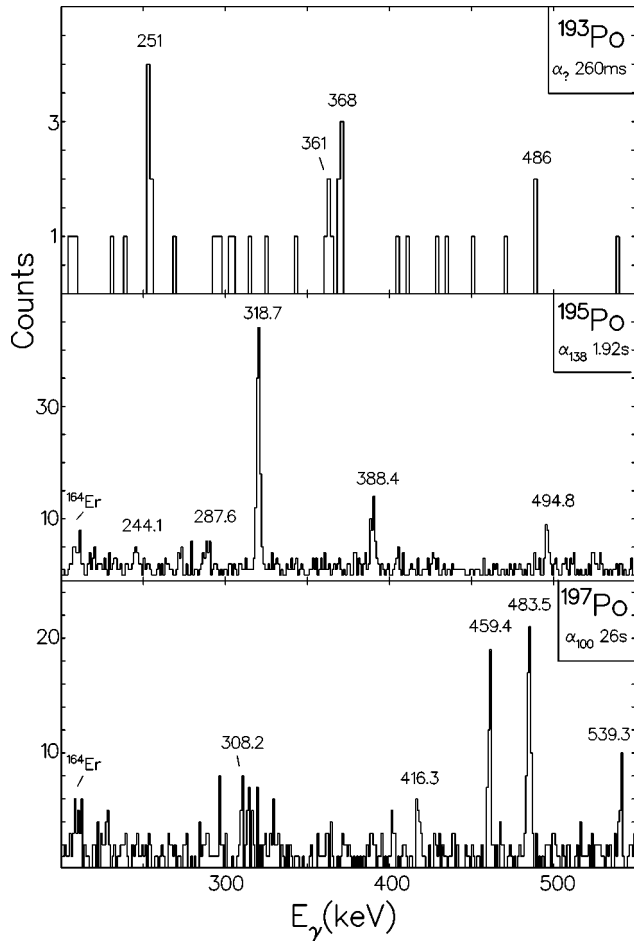 251
¹⁹³Po
α? 260ms
368
3
361
486
1
Counts
318.7
¹⁹⁵Po
α₁₃₈ 1.92s
30
388.4
¹⁶⁴Er
494.8
287.6
244.1
10
483.5
¹⁹⁷Po
459.4
α₁₀₀ 26s
20
308.2
539.3
¹⁶⁴Er
416.3
10
300 400 500
Eγ(keV)